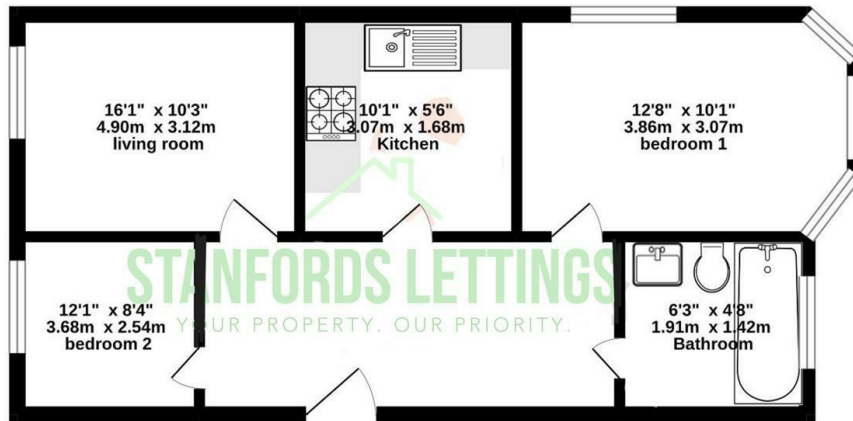 16'1" x 10'3"
4.90m x 3.12m
living room
10'1" x 5'6"
3.07m x 1.68m
Kitchen
12'8" x 10'1"
3.86m x 3.07m
bedroom 1
12'1" x 8'4"
3.68m x 2.54m
bedroom 2
6'3" x 4'8"
1.91m x 1.42m
Bathroom
STANFORDS LETTINGS
YOUR PROPERTY. OUR PRIORITY.